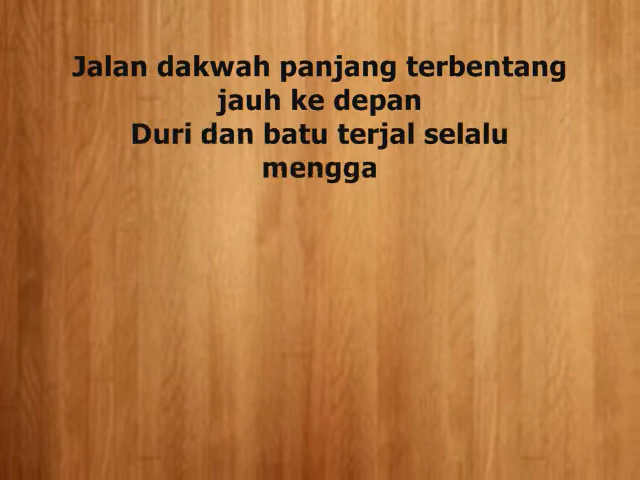 Jalan dakwah panjang terbentang
jauh ke depan
Duri dan batu terjal selalu
mengga